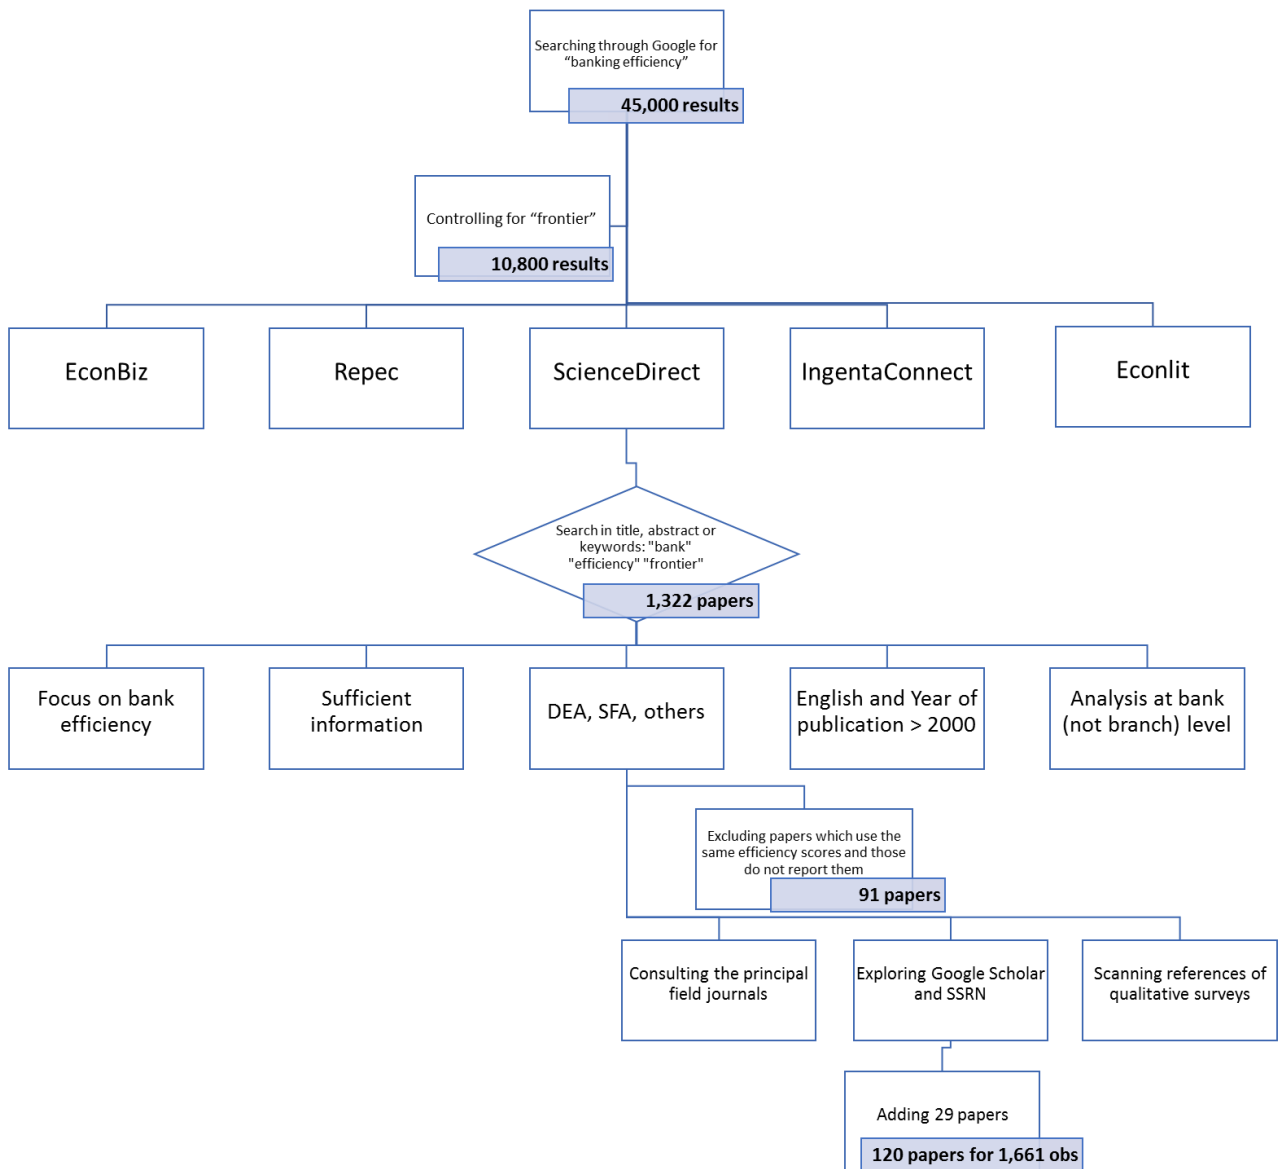 Searching through Google for
“banking efficiency”
45,000 results
Controlling for “frontier”
10,800 results
EconBiz
Repec
ScienceDirect
IngentaConnect
Econlit
Search in title, abstract or
keywords: "bank"
"efficiency" "frontier"
1,322 papers
Focus on bank
efficiency
Sufficient
information
DEA, SFA, others
English and Year of
publication > 2000
Analysis at bank
(not branch) level
Excluding papers which use the
same efficiency scores and those
do not report them
91 papers
Consulting the principal
field journals
Exploring Google Scholar
and SSRN
Scanning references of
qualitative surveys
Adding 29 papers
120 papers for 1,661 obs